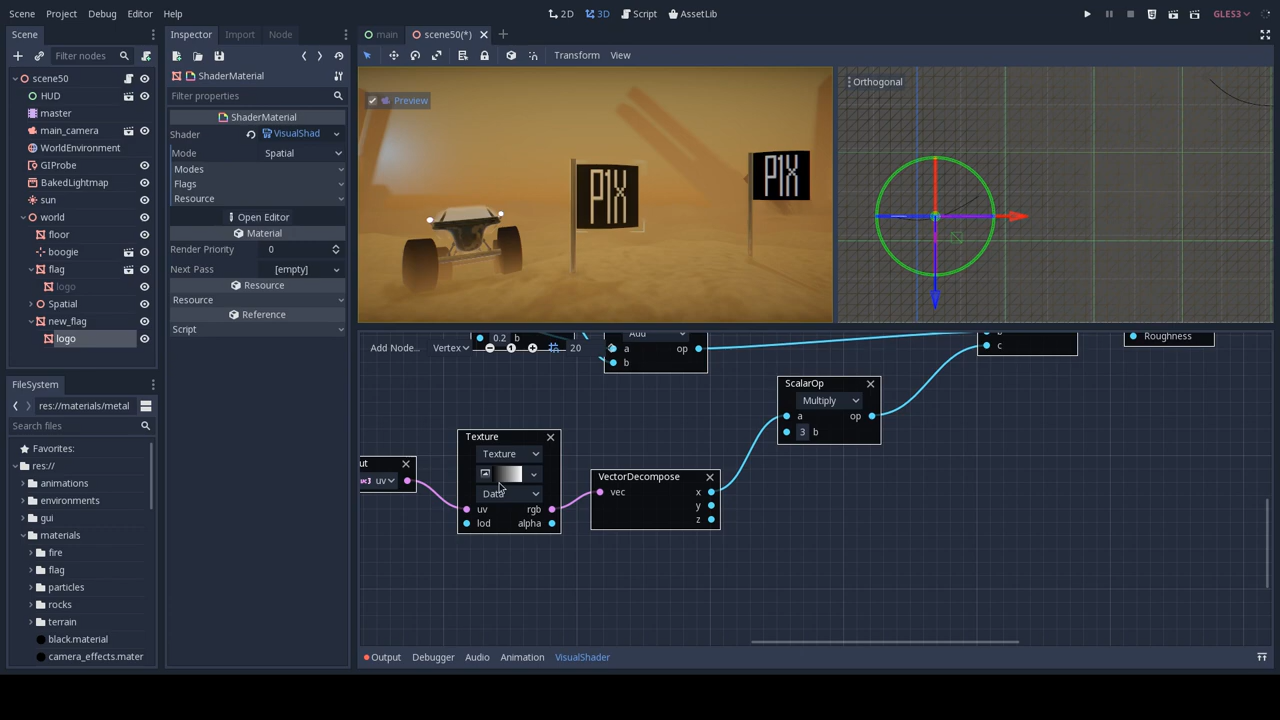 Scene Project Debug Editor Help
2D 3D Script AssetLib
GLES3
Scene
Inspector Import Node
main scene50(*)
Filter nodes
Transform View
scene50
HUD
master
main_camera
WorldEnvironment
GIProbe
BakedLightmap
sun
world
floor
boogie
flag
logo
Spatial
new_flag
logo
ShaderMaterial
Filter properties
ShaderMaterial
Shader VisualShad
Mode Spatial
Modes
Flags
Resource
Open Editor
Material
Render Priority 0
Next Pass [empty]
Resource
Resource
Reference
Script
Preview
P1X
P1X
Orthogonal
FileSystem
res://materials/metal
Search files
Favorites:
res://
animations
environments
gui
materials
fire
flag
particles
rocks
terrain
black.material
camera_effects.mater
Add Node... Vertex 20
0.2 b
Add
a op
b
b
c
Roughness
ScalarOp
Multiply
a op
3 b
ut
uv
Texture
Texture
Data
uv rgb
lod alpha
VectorDecompose
vec x
y
z
Output Debugger Audio Animation VisualShader